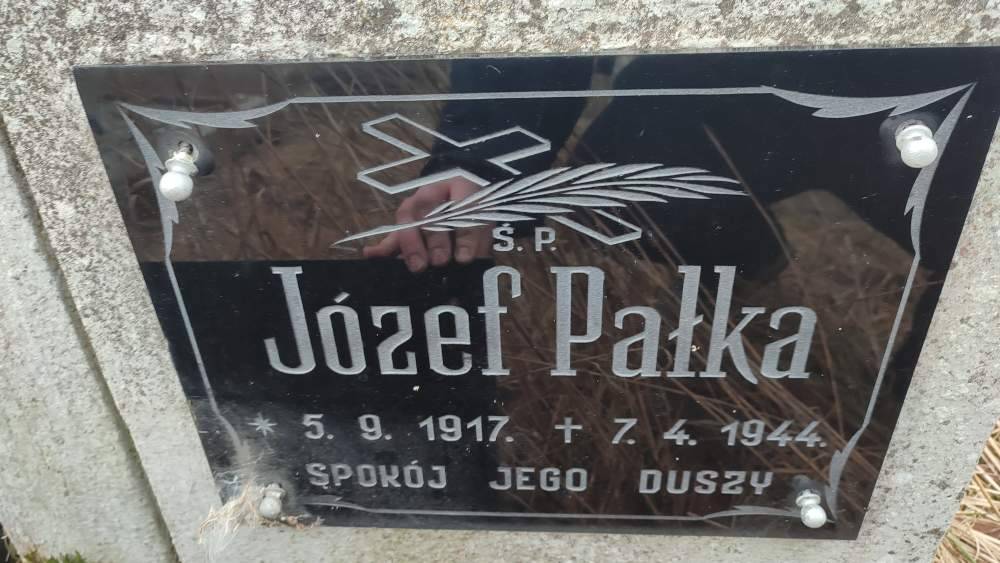 Ś. P.
Józef Pałka
* 5. 9. 1917. + 7. 4. 1944.
SPOKÓJ JEGO DUSZY